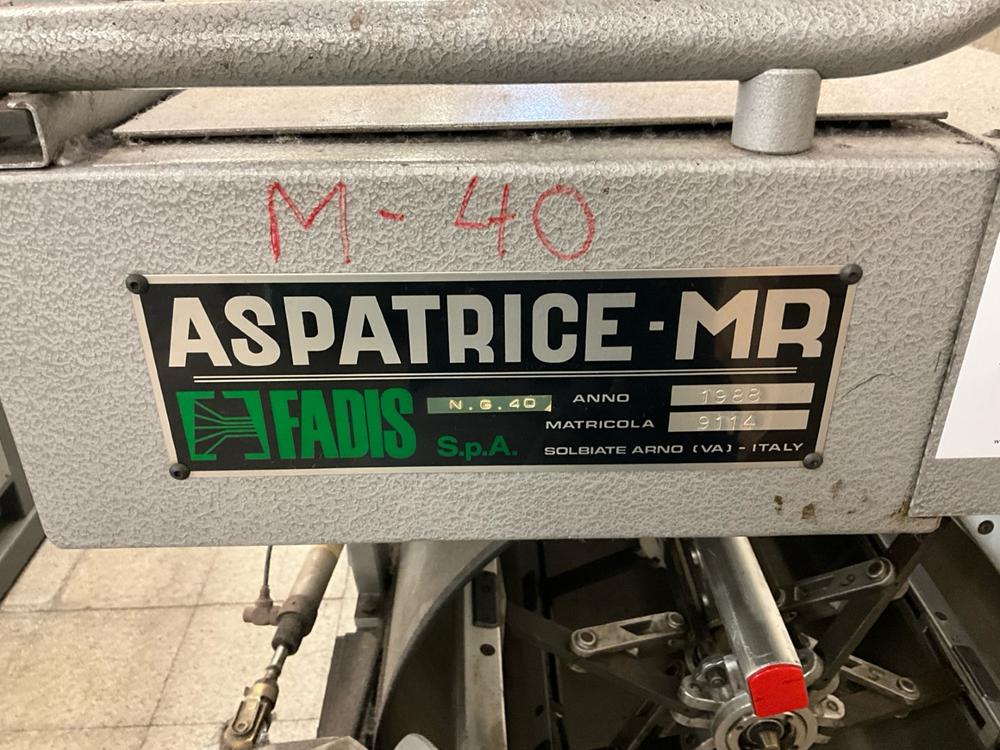 M-40
ASPATRICE-MR
FADIS
N.G.40
S.p.A.
ANNO 1988
MATRICOLA 9114
SOLBIATE ARNO (VA) - ITALY